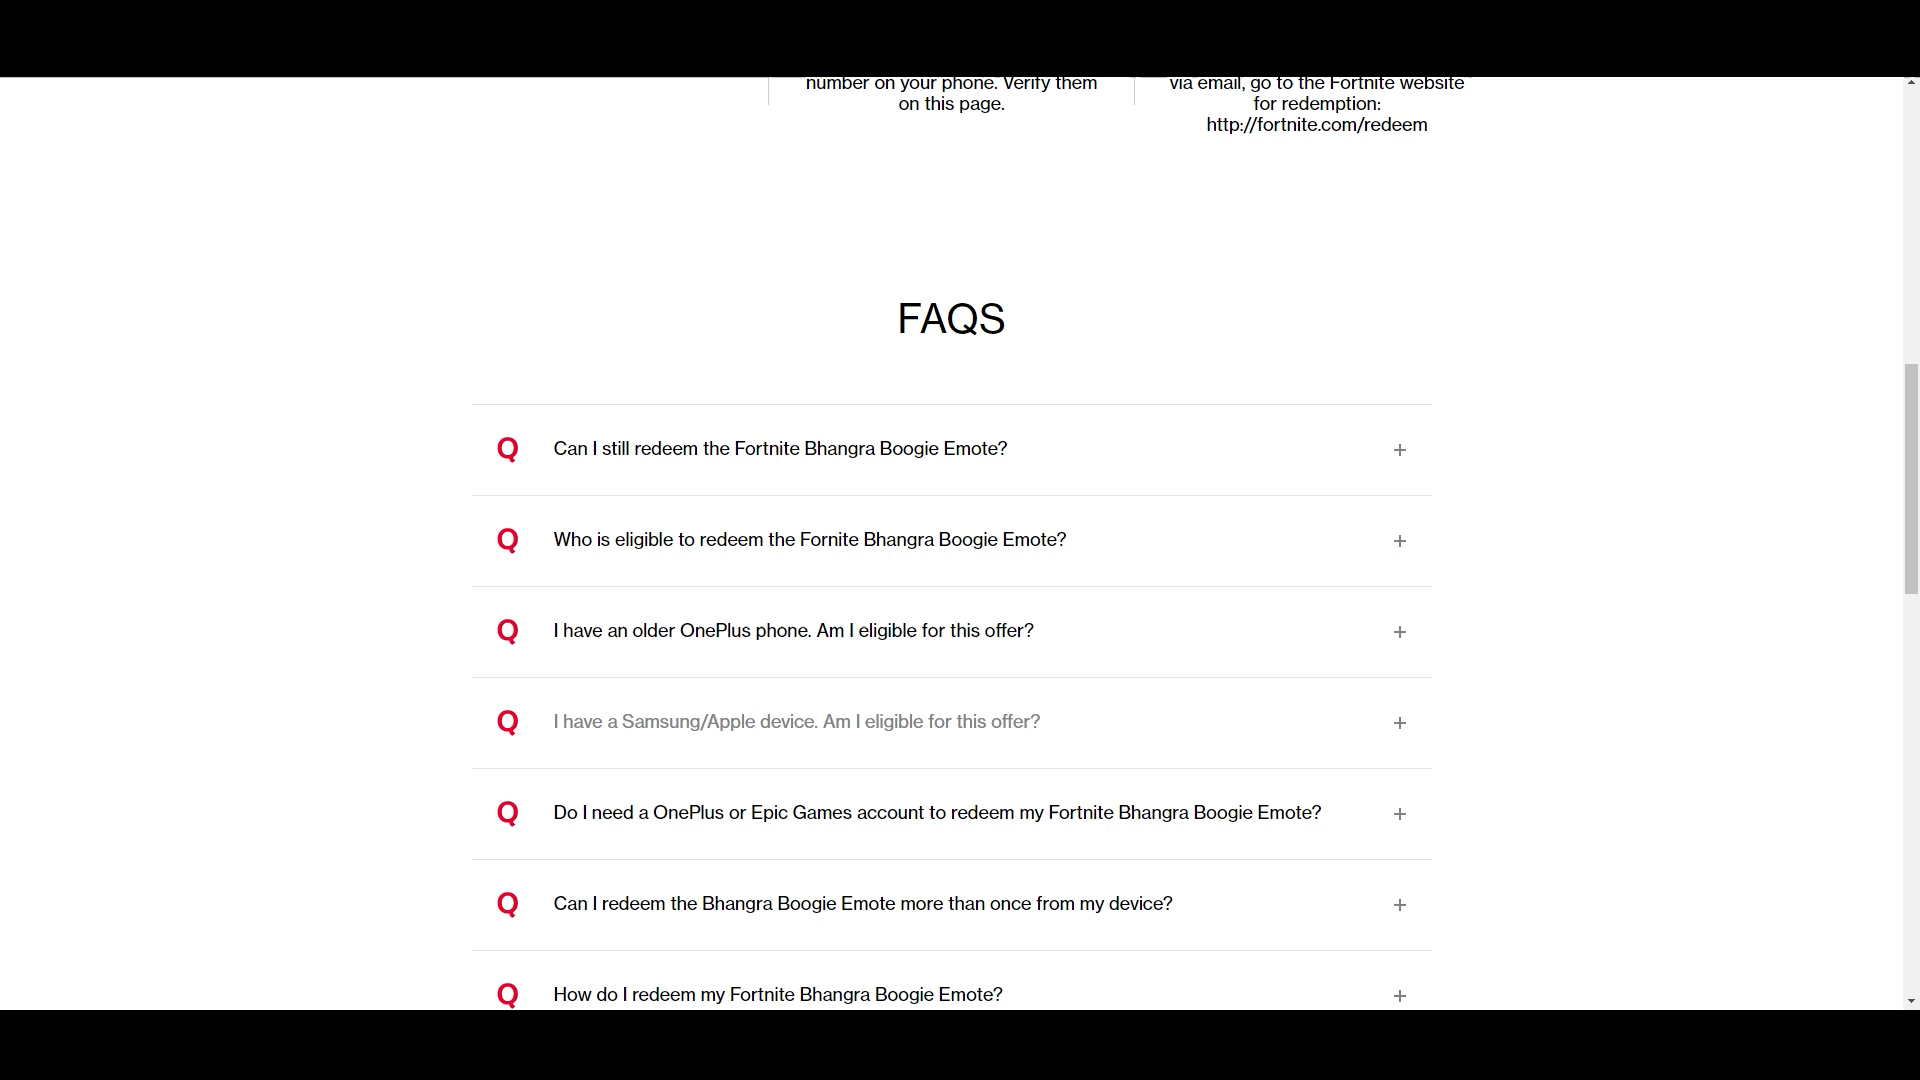 number on your phone. Verify them
on this page.
via email, go to the Fortnite website
for redemption:
http://fortnite.com/redeem
FAQS
Q Can I still redeem the Fortnite Bhangra Boogie Emote? +
Q Who is eligible to redeem the Fornite Bhangra Boogie Emote? +
Q I have an older OnePlus phone. Am I eligible for this offer? +
Q I have a Samsung/Apple device. Am I eligible for this offer? +
Q Do I need a OnePlus or Epic Games account to redeem my Fortnite Bhangra Boogie Emote? +
Q Can I redeem the Bhangra Boogie Emote more than once from my device? +
Q How do I redeem my Fortnite Bhangra Boogie Emote? +